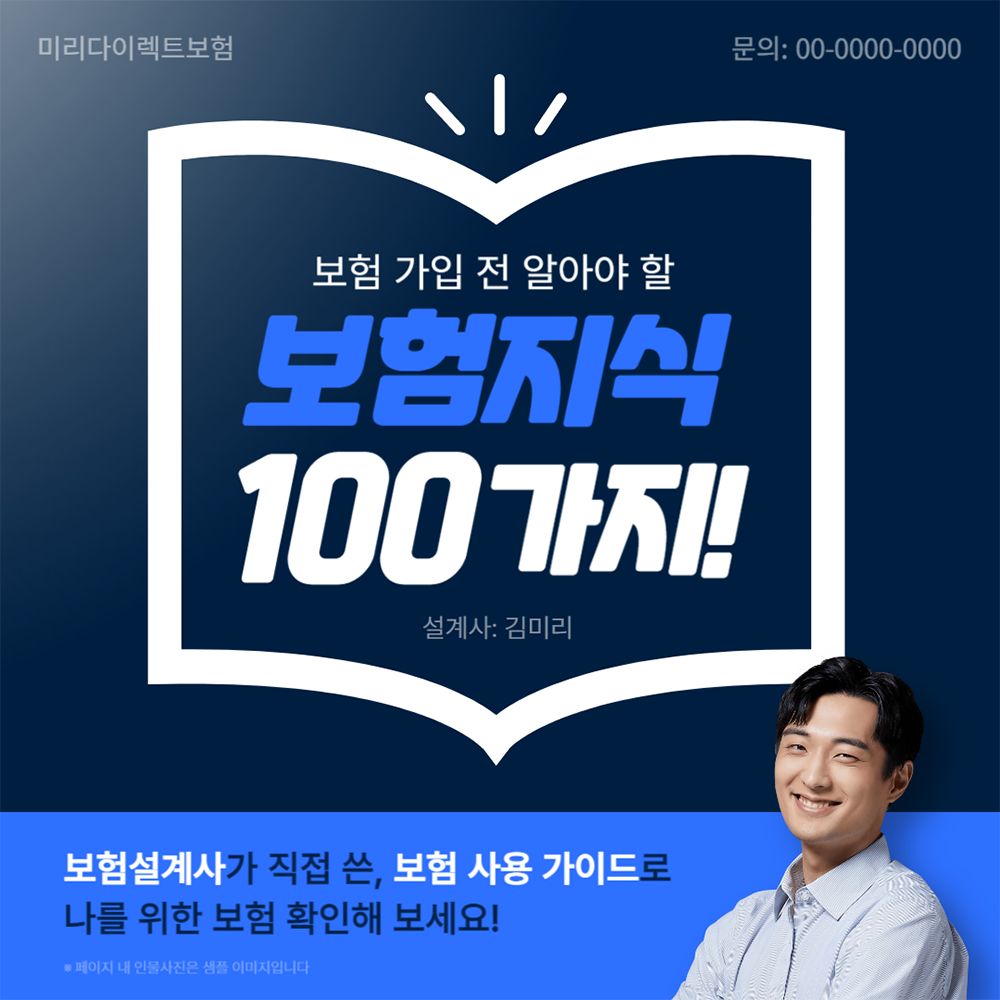 미리다이렉트보험
문의: 00-0000-0000
보험 가입 전 알아야 할
보험지식
100가지!
설계사: 김미리
보험설계사가 직접 쓴, 보험 사용 가이드로
나를 위한 보험 확인해 보세요!
■ 페이지 내 인물사진은 샘플 이미지입니다